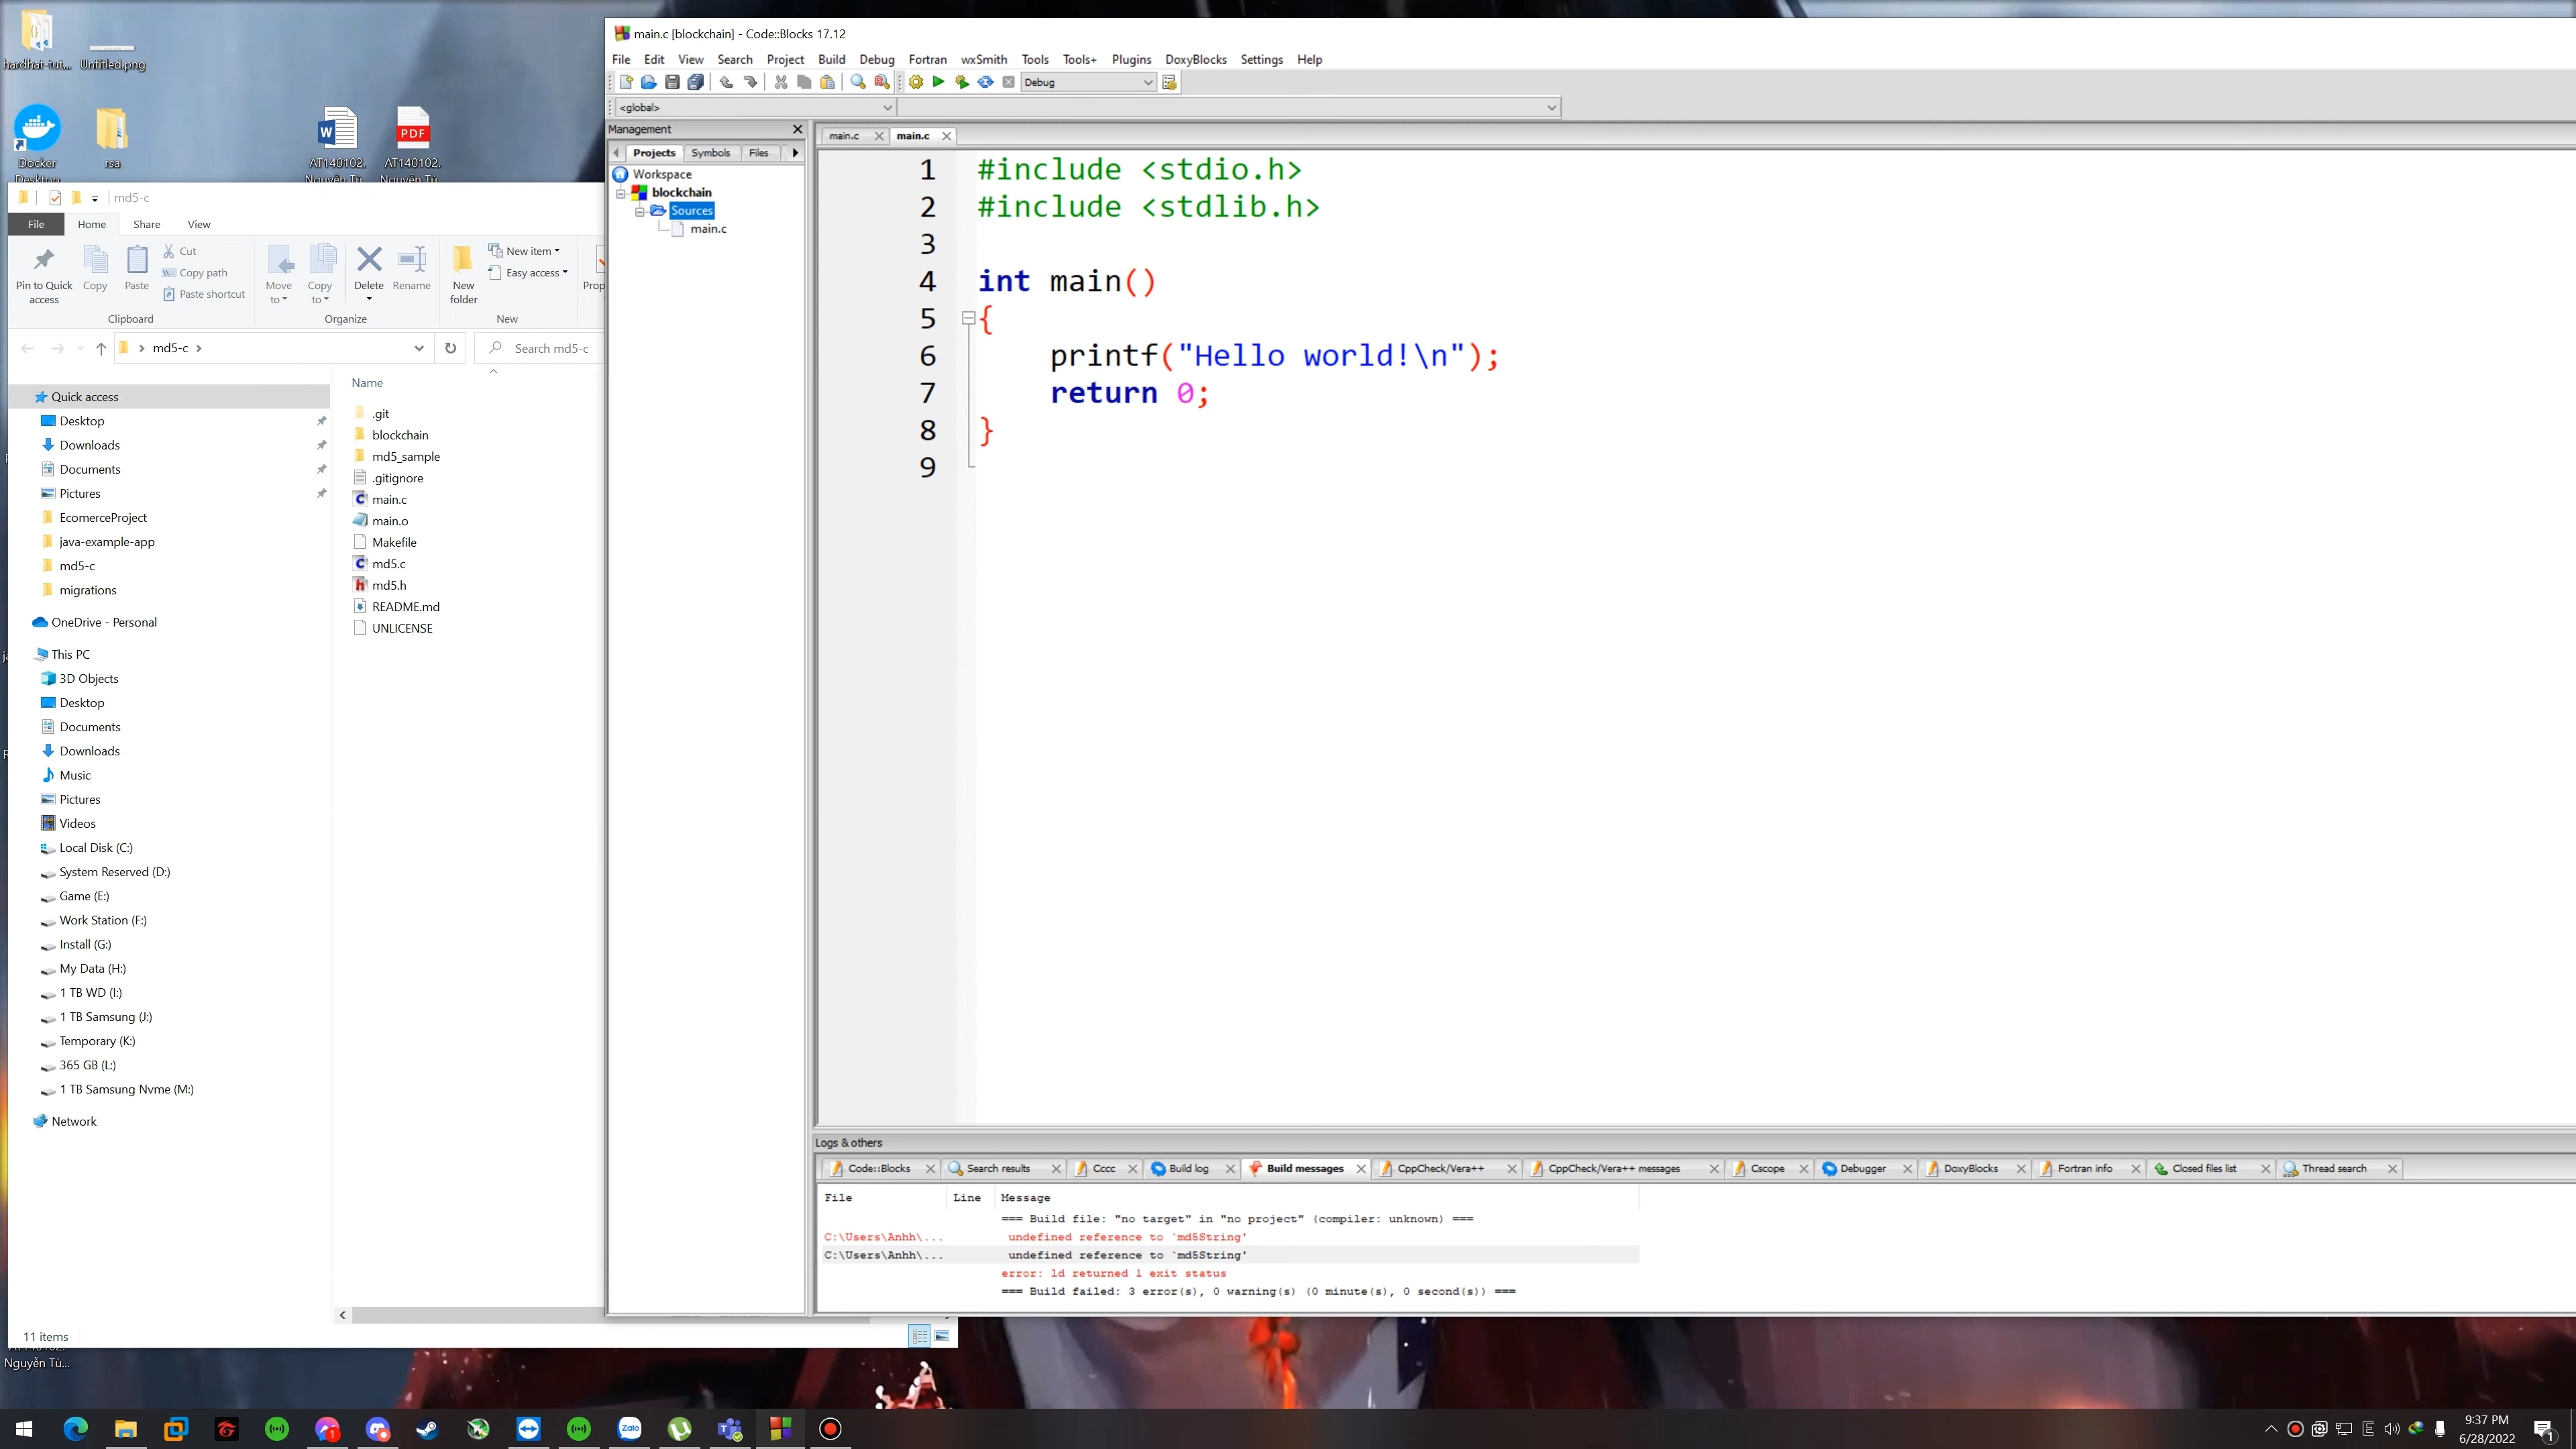 hardhat-tut...
Untitled.png
Docker
Desktop
rsa
AT140102.
Nguyễn Tù...
AT140102.
Nguyễn Tù...
md5-c
File
Home
Share
View
Pin to Quick
access
Copy
Paste
Cut
Copy path
Paste shortcut
Clipboard
Move
to
Copy
to
Delete
Rename
Organize
New
folder
New item
Easy access
New
Prop
md5-c
Search md5-c
Quick access
Desktop
Downloads
Documents
Pictures
EcomerceProject
java-example-app
md5-c
migrations
OneDrive - Personal
This PC
3D Objects
Desktop
Documents
Downloads
Music
Pictures
Videos
Local Disk (C:)
System Reserved (D:)
Game (E:)
Work Station (F:)
Install (G:)
My Data (H:)
1 TB WD (I:)
1 TB Samsung (J:)
Temporary (K:)
365 GB (L:)
1 TB Samsung Nvme (M:)
Network
Name
.git
blockchain
md5_sample
.gitignore
main.c
main.o
Makefile
md5.c
md5.h
README.md
UNLICENSE
11 items
Nguyễn Tù...
main.c [blockchain] - Code::Blocks 17.12
File Edit View Search Project Build Debug Fortran wxSmith Tools Tools+ Plugins DoxyBlocks Settings Help
Debug
<global>
Management
Projects Symbols Files
Workspace
blockchain
Sources
main.c
main.c
main.c
1 #include <stdio.h>
2 #include <stdlib.h>
3
4 int main()
5 {
6 printf("Hello world!\n");
7 return 0;
8 }
9
Logs & others
Code::Blocks Search results Cccc Build log Build messages CppCheck/Vera++ CppCheck/Vera++ messages Cscope Debugger DoxyBlocks Fortran info Closed files list Thread search
File Line Message
=== Build file: "no target" in "no project" (compiler: unknown) ===
C:\Users\Anhh\... undefined reference to `md5String'
C:\Users\Anhh\... undefined reference to `md5String'
error: ld returned 1 exit status
=== Build failed: 3 error(s), 0 warning(s) (0 minute(s), 0 second(s)) ===
Zalo
9:37 PM
6/28/2022